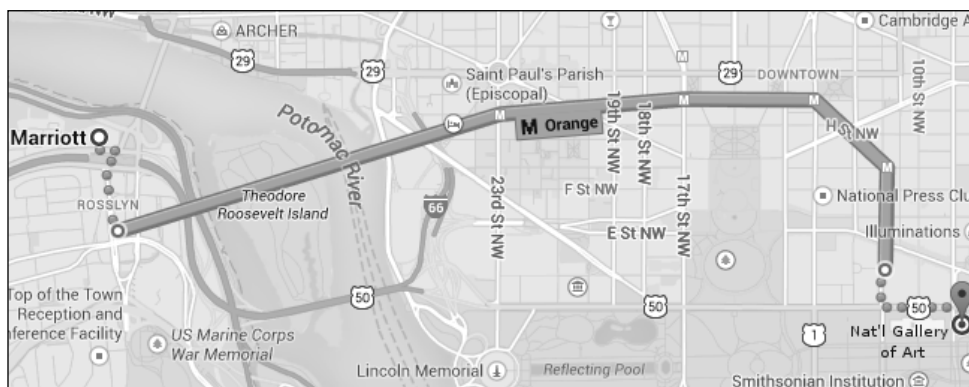 ARCHER
29
29
Cambridge A
Saint Paul's Parish
(Episcopal)
29
DOWNTOWN
10th St NW
M
Marriott
Potomac River
M
M Orange
19th St NW
18th St NW
M
M
H St NW
M
ROSSLYN
Theodore
Roosevelt Island
66
23rd St NW
F St NW
17th St NW
National Press Clu
E St NW
Illuminations
Top of the Town
Reception and
nference Facility
50
50
50
US Marine Corps
War Memorial
1
Nat'l Gallery
of Art
Lincoln Memorial
Reflecting Pool
Smithsonian Institution